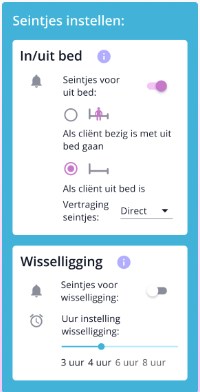 Seintjes instellen:
In/uit bed
i
Seintjes voor
uit bed:
Als cliënt bezig is met uit
bed gaan
Als cliënt uit bed is
Vertraging
seintjes:
Direct
Wisselligging
i
Seintjes voor
wisselligging:
Uur instelling
wisselligging:
3 uur 4 uur 6 uur 8 uur